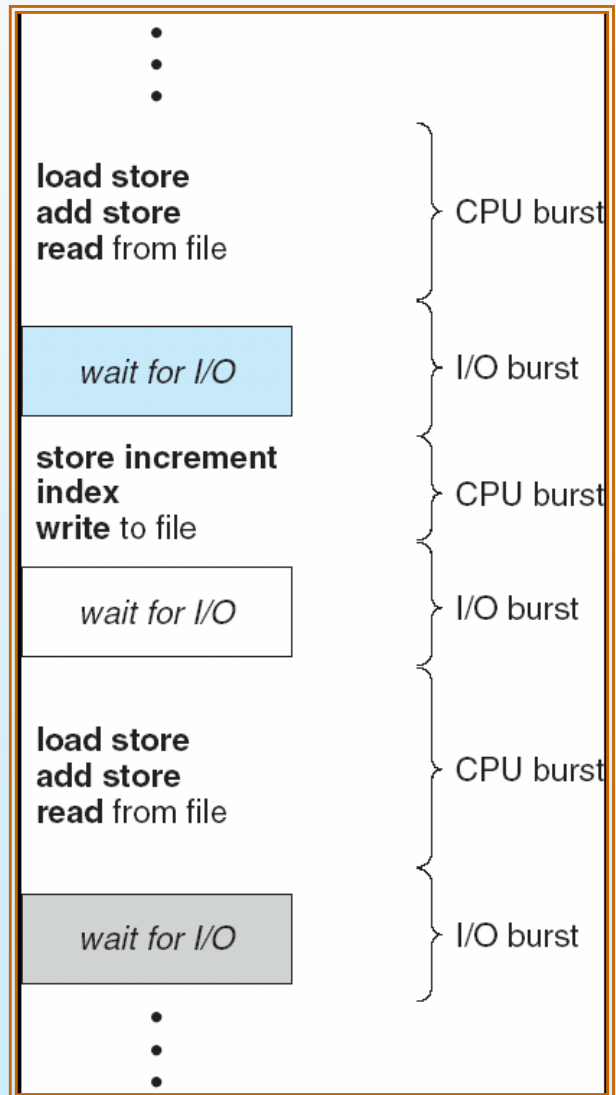 load store
add store
read from file
CPU burst
wait for I/O
I/O burst
store increment
index
write to file
CPU burst
wait for I/O
I/O burst
load store
add store
read from file
CPU burst
wait for I/O
I/O burst